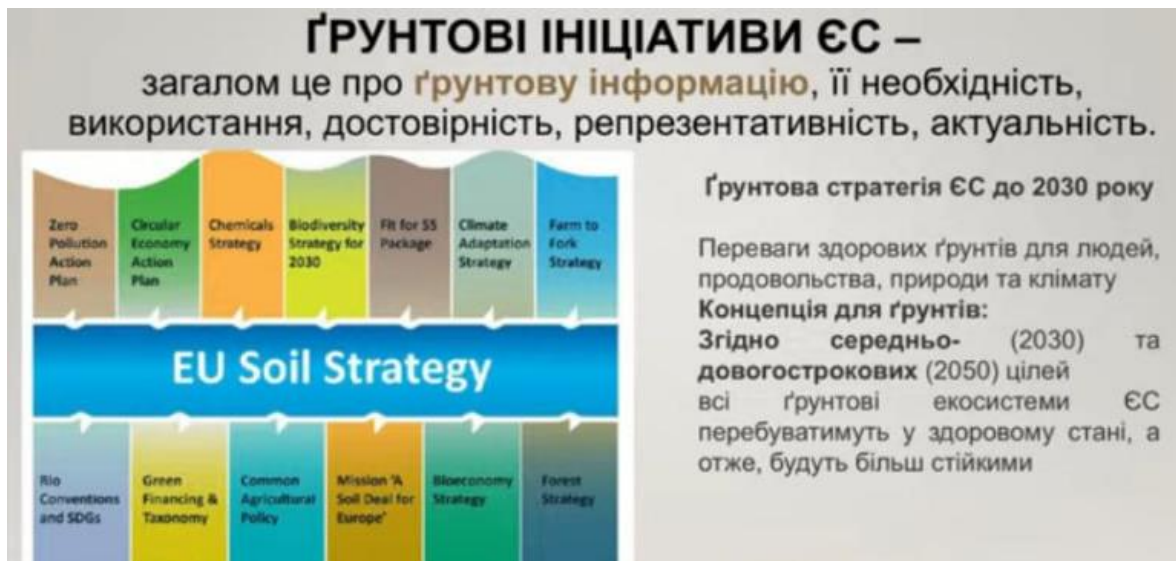 ҐРУНТОВІ ІНІЦІАТИВИ ЄС –
загалом це про ґрунтову інформацію, її необхідність,
використання, достовірність, репрезентативність, актуальність.
Zero
Pollution
Action
Plan
Circular
Economy
Action
Plan
Chemicals
Strategy
Biodiversity
Strategy for
2030
Fit for 55
Package
Climate
Adaptation
Strategy
Farm to
Fork
Strategy
EU Soil Strategy
Rio
Conventions
and SDGs
Green
Financing &
Taxonomy
Common
Agricultural
Policy
Mission 'A
Soil Deal for
Europe'
Bioeconomy
Strategy
Forest
Strategy
Ґрунтова стратегія ЄС до 2030 року
Переваги здорових ґрунтів для людей,
продовольства, природи та клімату
Концепція для ґрунтів:
Згідно середньо- (2030) та
довгострокових (2050) цілей
всі ґрунтові екосистеми ЄС
перебуватимуть у здоровому стані, а
отже, будуть більш стійкими